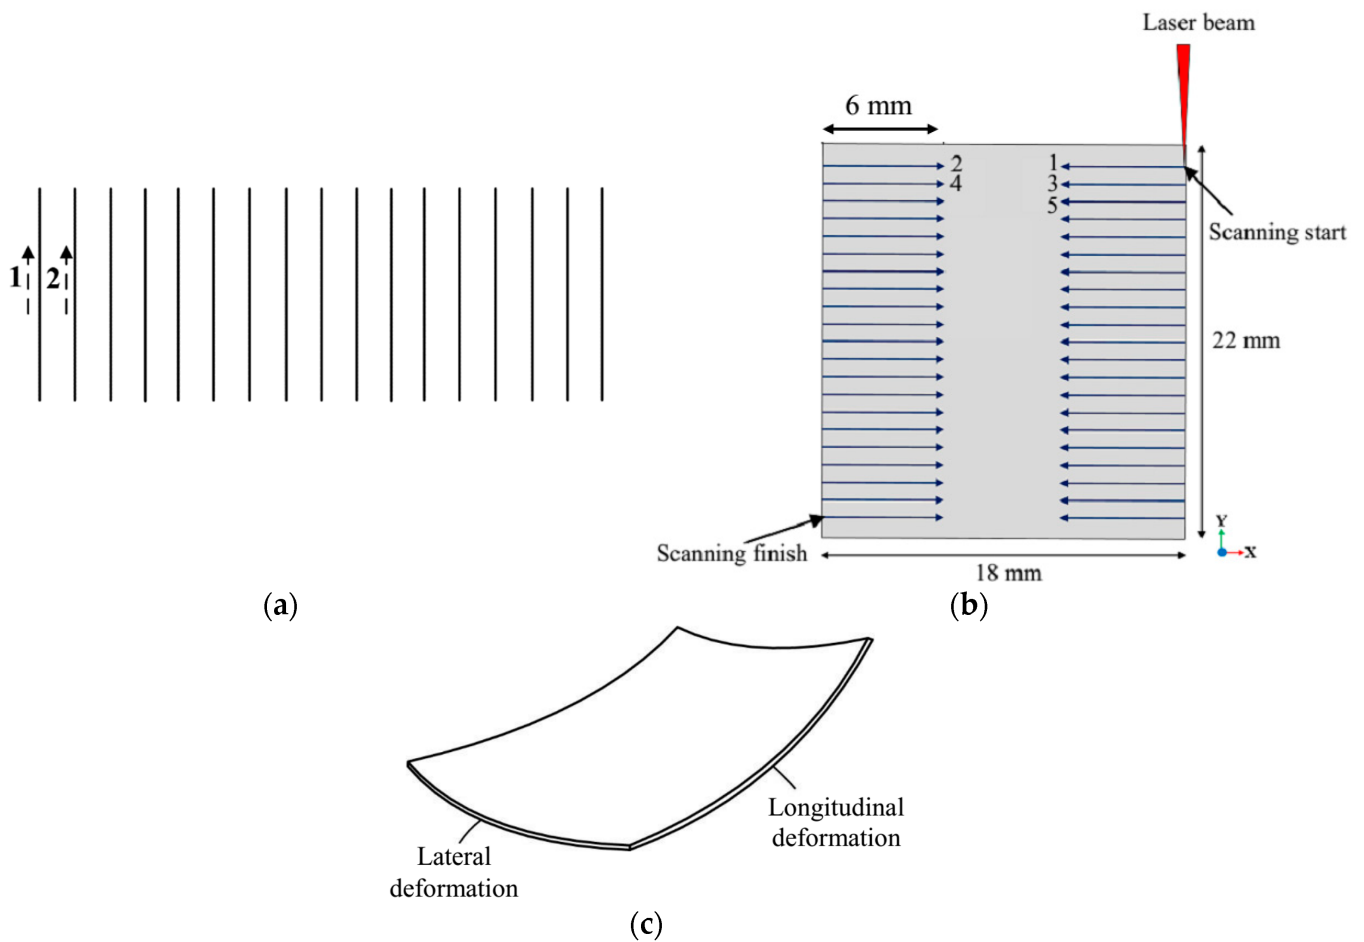 Laser beam
6 mm
2
1
4
3
5
Scanning start
1
2
22 mm
Scanning finish
Y
X
18 mm
(a)
(b)
Longitudinal
deformation
Lateral
deformation
(c)